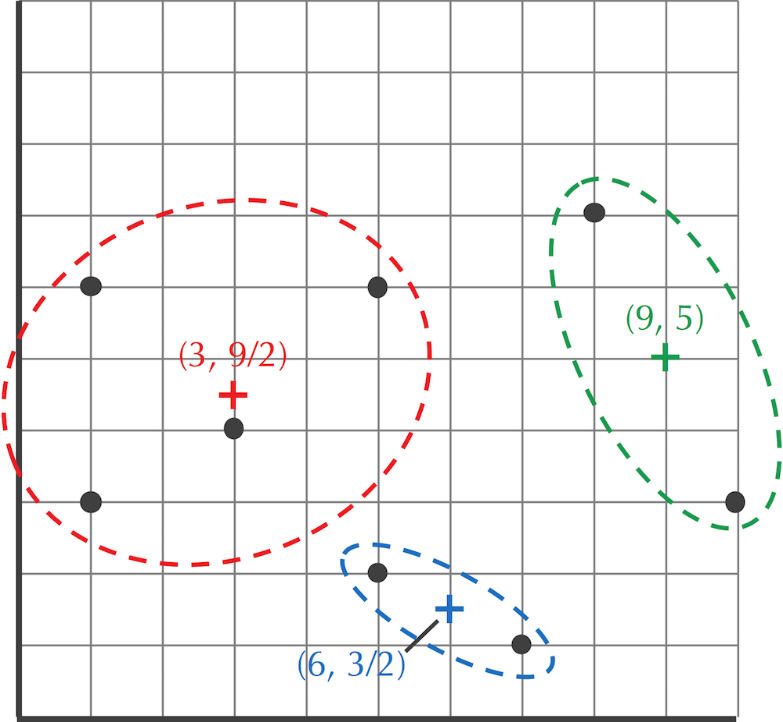 (9, 5)
(3, 9/2)
(6, 3/2)